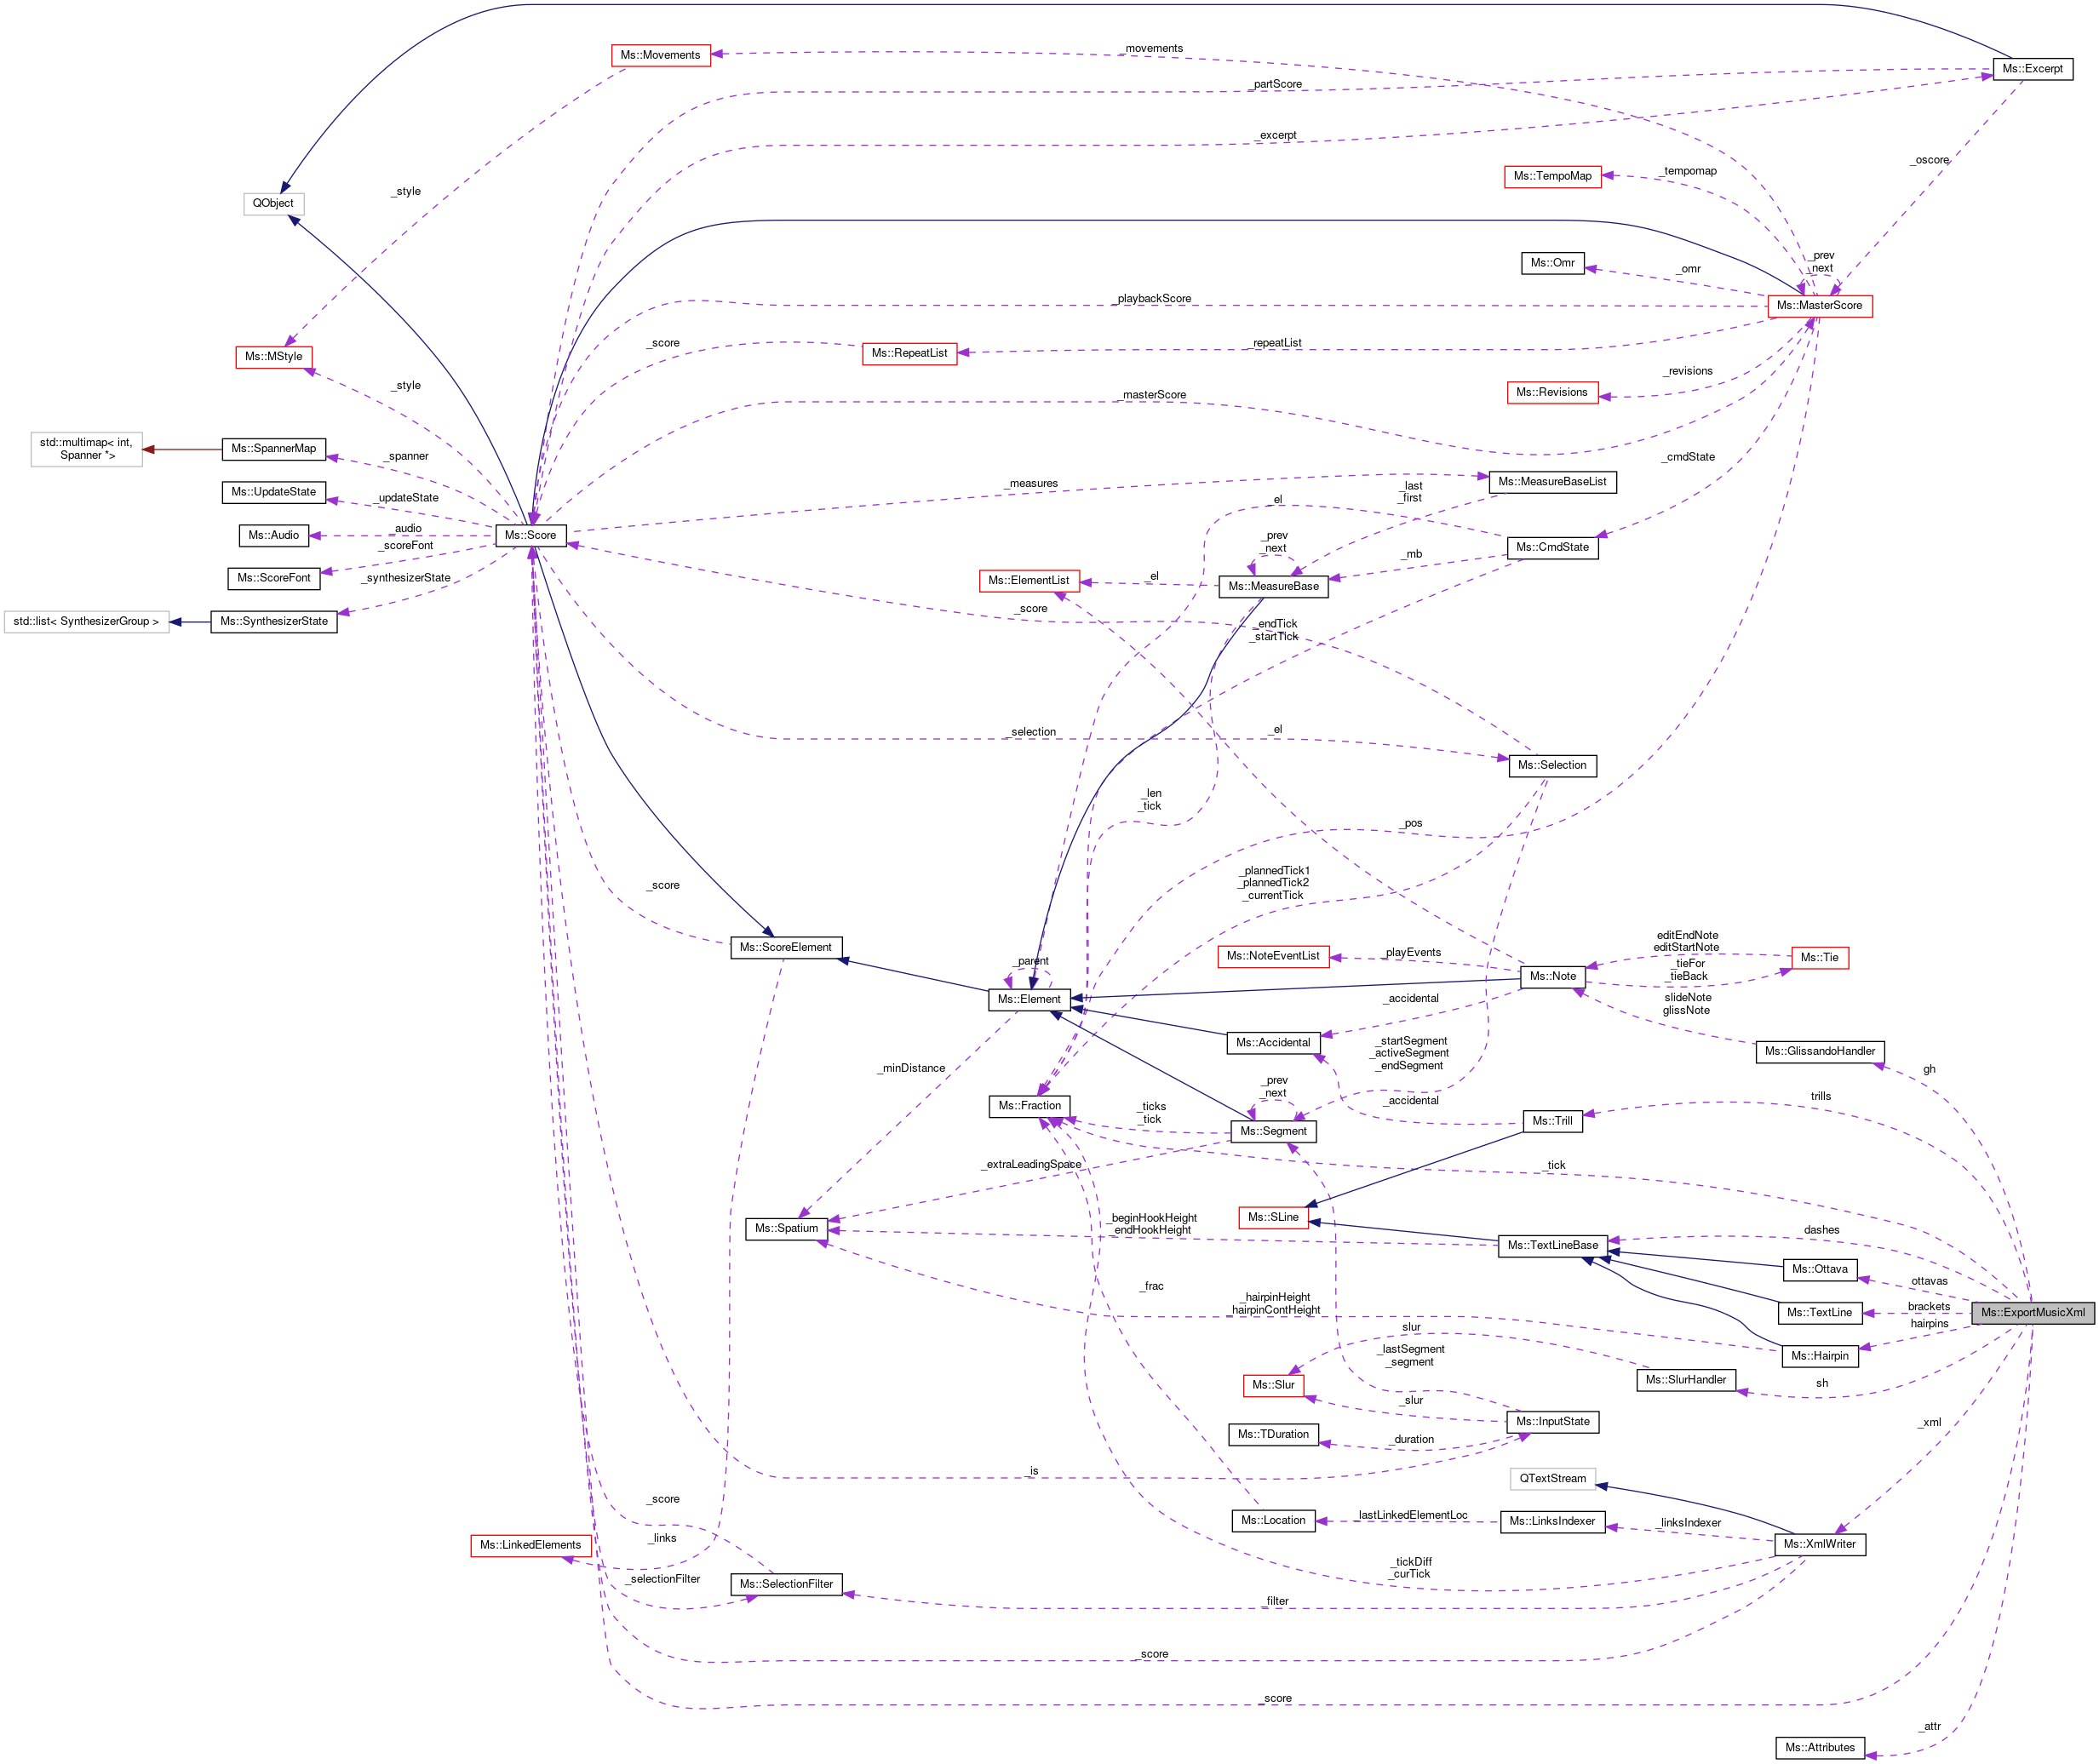 _movements
Ms::Movements
Ms::Excerpt
_partScore
_excerpt
_oscore
_tempomap
Ms::TempoMap
_style
QObject
_prev
_next
Ms::Omr
_omr
_playbackScore
Ms::MasterScore
_repeatList
_score
Ms::RepeatList
Ms::MStyle
_style
_revisions
Ms::Revisions
_masterScore
std::multimap< int,
Spanner *>
Ms::SpannerMap
_spanner
_cmdState
_measures
Ms::MeasureBaseList
_last
_first
Ms::UpdateState
_updateState
_el
Ms::Audio
_audio
Ms::Score
_scoreFont
Ms::ScoreFont
_synthesizerState
_prev
_next
Ms::CmdState
_mb
Ms::ElementList
_el
Ms::MeasureBase
std::list< SynthesizerGroup >
Ms::SynthesizerState
_score
_endTick
_startTick
_selection
_el
Ms::Selection
_len
_tick
_pos
_plannedTick1
_plannedTick2
_currentTick
_score
Ms::ScoreElement
editEndNote
editStartNote
_playEvents
Ms::NoteEventList
Ms::Tie
_parent
Ms::Note
_tieFor
_tieBack
Ms::Element
_accidental
slideNote
glissNote
Ms::Accidental
_startSegment
_activeSegment
_endSegment
Ms::GlissandoHandler
gh
_minDistance
_prev
_next
trills
Ms::Fraction
_ticks
_tick
_accidental
Ms::Trill
Ms::Segment
_extraLeadingSpace
_tick
Ms::SLine
_beginHookHeight
_endHookHeight
Ms::Spatium
dashes
Ms::TextLineBase
Ms::Ottava
ottavas
_frac
_hairpinHeight
_hairpinContHeight
Ms::TextLine
brackets
Ms::ExportMusicXml
hairpins
Ms::Hairpin
slur
_lastSegment
_segment
Ms::Slur
Ms::SlurHandler
sh
_slur
Ms::InputState
_xml
Ms::TDuration
_duration
_is
QTextStream
_score
Ms::Location
_lastLinkedElementLoc
Ms::LinksIndexer
_linksIndexer
_links
Ms::LinkedElements
Ms::XmlWriter
_tickDiff
_curTick
_selectionFilter
Ms::SelectionFilter
_filter
_score
_score
_attr
Ms::Attributes